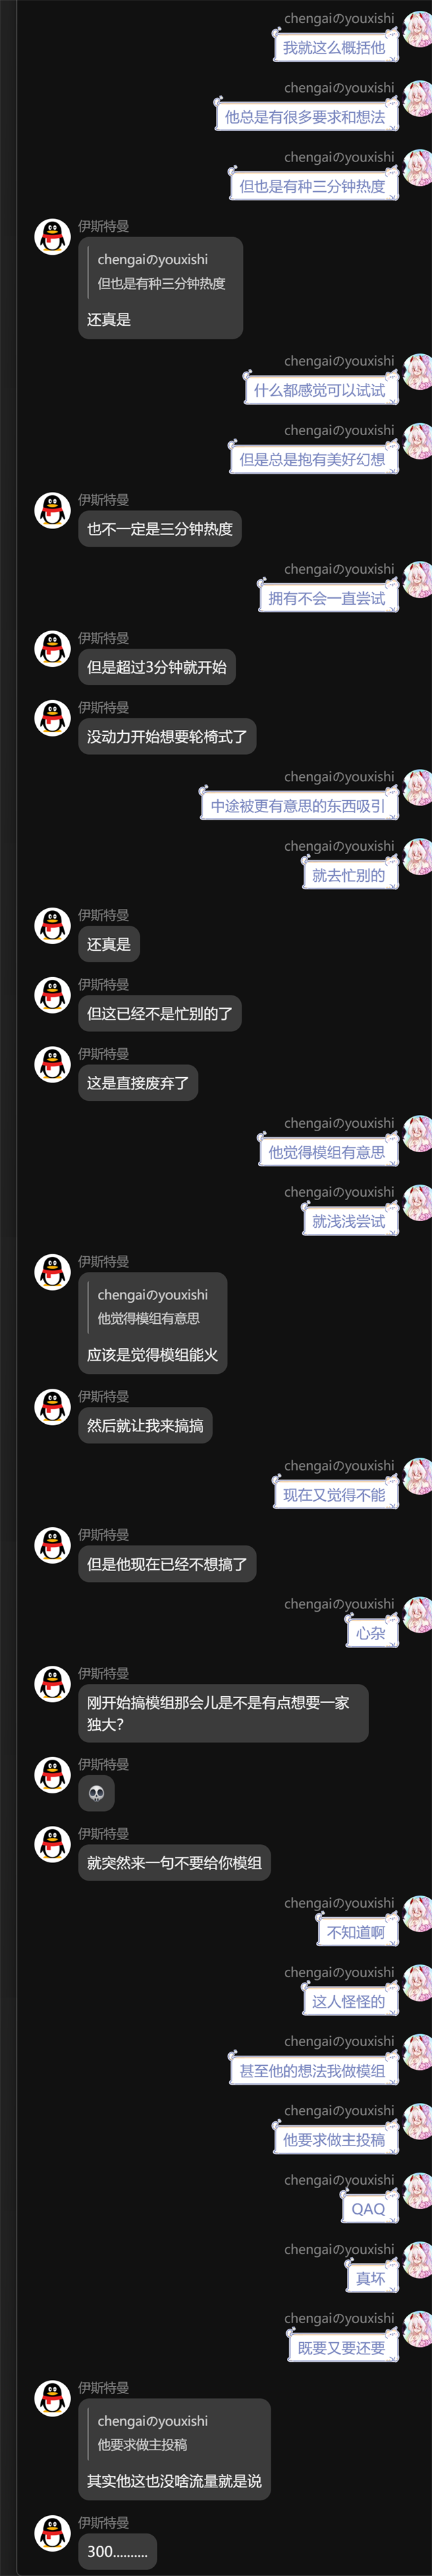 chengaiのyouxishi
我就这么概括他
chengaiのyouxishi
他总是有很多要求和想法
chengaiのyouxishi
但也是有种三分钟热度
伊斯特曼
chengaiのyouxishi
但也是有种三分钟热度
还真是
chengaiのyouxishi
什么都感觉可以试试
chengaiのyouxishi
但是总是抱有美好幻想
伊斯特曼
也不一定是三分钟热度
chengaiのyouxishi
拥有不会一直尝试
伊斯特曼
但是超过3分钟就开始
伊斯特曼
没动力开始想要轮椅式了
chengaiのyouxishi
中途被更有意思的东西吸引
chengaiのyouxishi
就去忙别的
伊斯特曼
还真是
伊斯特曼
但这已经不是忙别的了
伊斯特曼
这是直接废弃了
chengaiのyouxishi
他觉得模组有意思
chengaiのyouxishi
就浅浅尝试
伊斯特曼
chengaiのyouxishi
他觉得模组有意思
应该是觉得模组能火
伊斯特曼
然后就让我来搞搞
chengaiのyouxishi
现在又觉得不能
伊斯特曼
但是他现在已经不想搞了
chengaiのyouxishi
心杂
伊斯特曼
刚开始搞模组那会儿是不是有点想要一家
独大?
伊斯特曼
伊斯特曼
就突然来一句不要给你模组
chengaiのyouxishi
不知道啊
chengaiのyouxishi
这人怪怪的
chengaiのyouxishi
甚至他的想法我做模组
chengaiのyouxishi
他要求做主投稿
chengaiのyouxishi
QAQ
chengaiのyouxishi
真坏
chengaiのyouxishi
既要又要还要
伊斯特曼
chengaiのyouxishi
他要求做主投稿
其实他这也没啥流量就是说
伊斯特曼
300..........